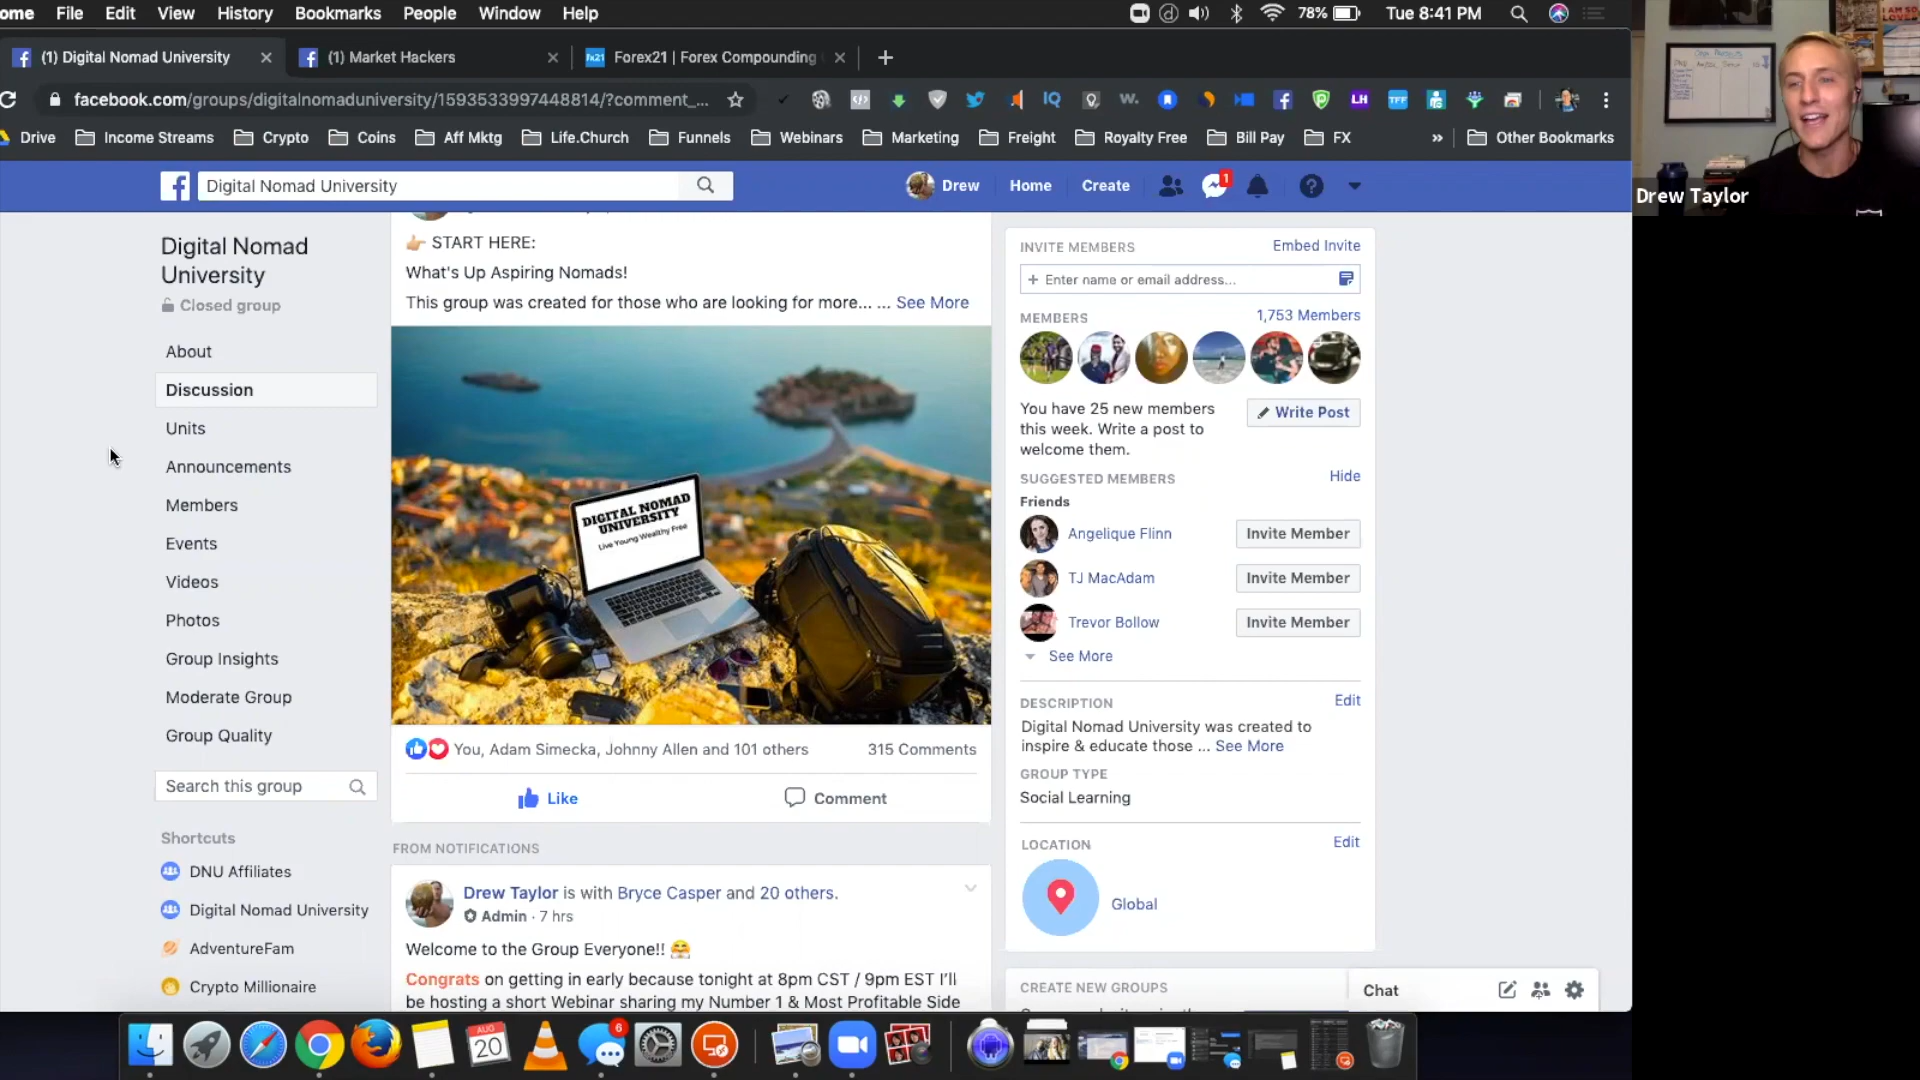 ome File Edit View History Bookmarks People Window Help 78% Tue 8:41 PM
(1) Digital Nomad University
(1) Market Hackers
Forex21 | Forex Compounding
facebook.com/groups/digitalnomaduniversity/1593533997448814/?comment_...
Drive Income Streams Crypto Coins Aff Mktg Life.Church Funnels Webinars Marketing Freight Royalty Free Bill Pay FX » Other Bookmarks
Digital Nomad University
Drew Home Create 1
Drew Taylor
Digital Nomad
University
Closed group
About
Discussion
Units
Announcements
Members
Events
Videos
Photos
Group Insights
Moderate Group
Group Quality
Search this group
Shortcuts
DNU Affiliates
Digital Nomad University
AdventureFam
Crypto Millionaire
START HERE:
What's Up Aspiring Nomads!
This group was created for those who are looking for more... ... See More
DIGITAL NOMAD
UNIVERSITY
Live Young Wealthy Free
You, Adam Simecka, Johnny Allen and 101 others 315 Comments
Like Comment
FROM NOTIFICATIONS
Drew Taylor is with Bryce Casper and 20 others.
Admin · 7 hrs
Welcome to the Group Everyone!!
Congrats on getting in early because tonight at 8pm CST / 9pm EST I'll
be hosting a short Webinar sharing my Number 1 & Most Profitable Side
INVITE MEMBERS Embed Invite
+ Enter name or email address...
MEMBERS 1,753 Members
You have 25 new members
this week. Write a post to
welcome them.
Write Post
SUGGESTED MEMBERS Hide
Friends
Angelique Flinn Invite Member
TJ MacAdam Invite Member
Trevor Bollow Invite Member
See More
DESCRIPTION Edit
Digital Nomad University was created to
inspire & educate those ... See More
GROUP TYPE
Social Learning
LOCATION Edit
Global
CREATE NEW GROUPS
Chat
AUG
20
6